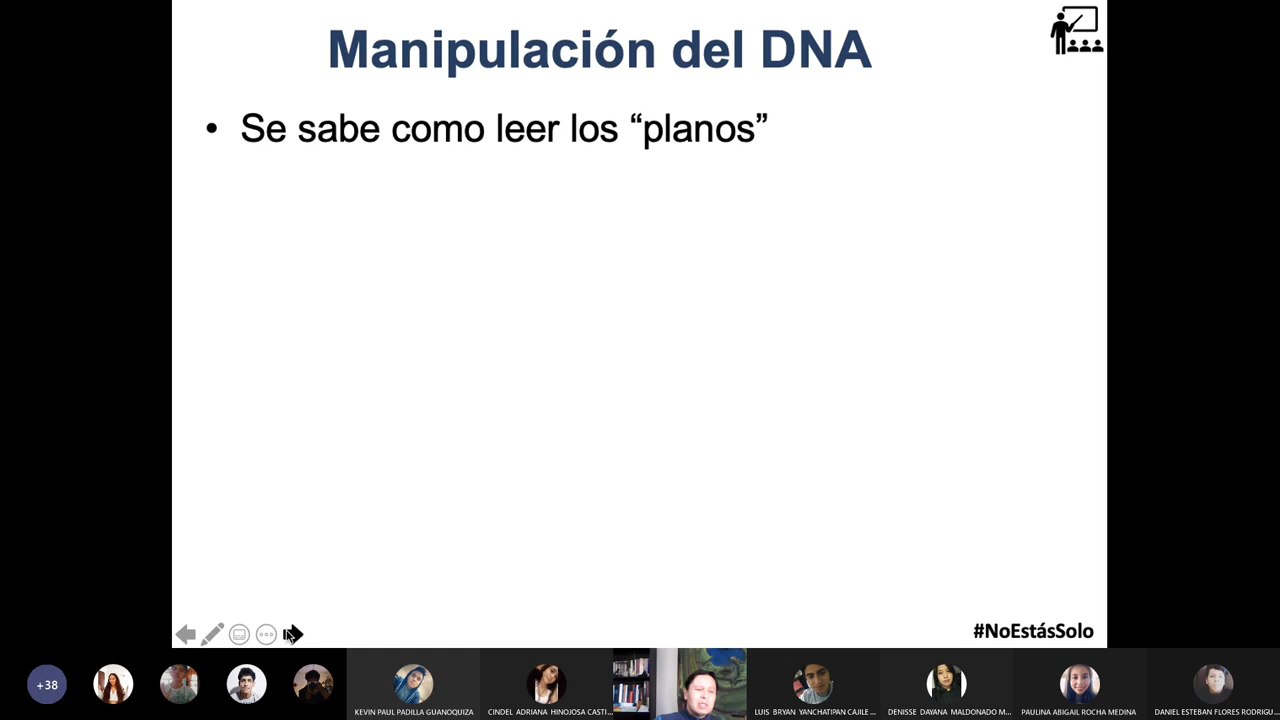 Manipulación del DNA
• Se sabe como leer los “planos”
#NoEstásSolo
+38
KEVIN PAUL PADILLA GUANOQUIZA
CINDEL ADRIANA HINOJOSA CASTI...
LUIS BRYAN YANCHATIPAN CAJILE...
DENISSE DAYANA MALDONADO M...
PAULINA ABIGAIL ROCHA MEDINA
DANIEL ESTEBAN FLORES RODRIGU